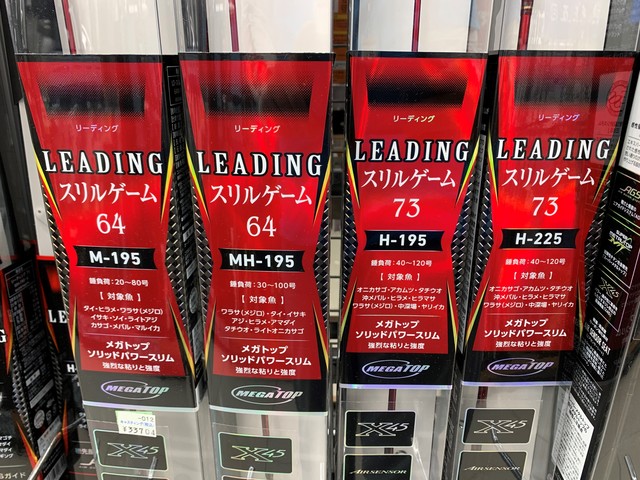 リーディング
LEADING
スリルゲーム
64
M-195
錘負荷:20~80号
【対象魚】
タイ・ヒラメ・ワラサ(メジロ)
イサキ・ソイ・ライトアジ
カサゴ・メバル・マルイカ
メガトップ
ソリッドパワースリム
強烈な粘りと強度
MEGATOP
X45
リーディング
LEADING
スリルゲーム
64
MH-195
錘負荷:30~100号
【対象魚】
ワラサ(メジロ)・タイ・イサキ
アジ・ヒラメ・アマダイ
タチウオ・ライトオニカサゴ
メガトップ
ソリッドパワースリム
強烈な粘りと強度
MEGATOP
X45
リーディング
LEADING
スリルゲーム
73
H-195
錘負荷:40~120号
【対象魚】
オニカサゴ・アカムツ・タチウオ
沖メバル・ヒラメ・ヒラマサ
ワラサ(メジロ)・中深場・ヤリイカ
メガトップ
ソリッドパワースリム
強烈な粘りと強度
MEGATOP
X45
AIRSENSOR
リーディング
LEADING
スリルゲーム
73
H-225
錘負荷:40~120号
【対象魚】
オニカサゴ・アカムツ・タチウオ
沖メバル・ヒラメ・ヒラマサ
ワラサ(メジロ)・中深場・ヤリイカ
メガトップ
ソリッドパワースリム
強烈な粘りと強度
MEGATOP
X45
AIRSENSOR